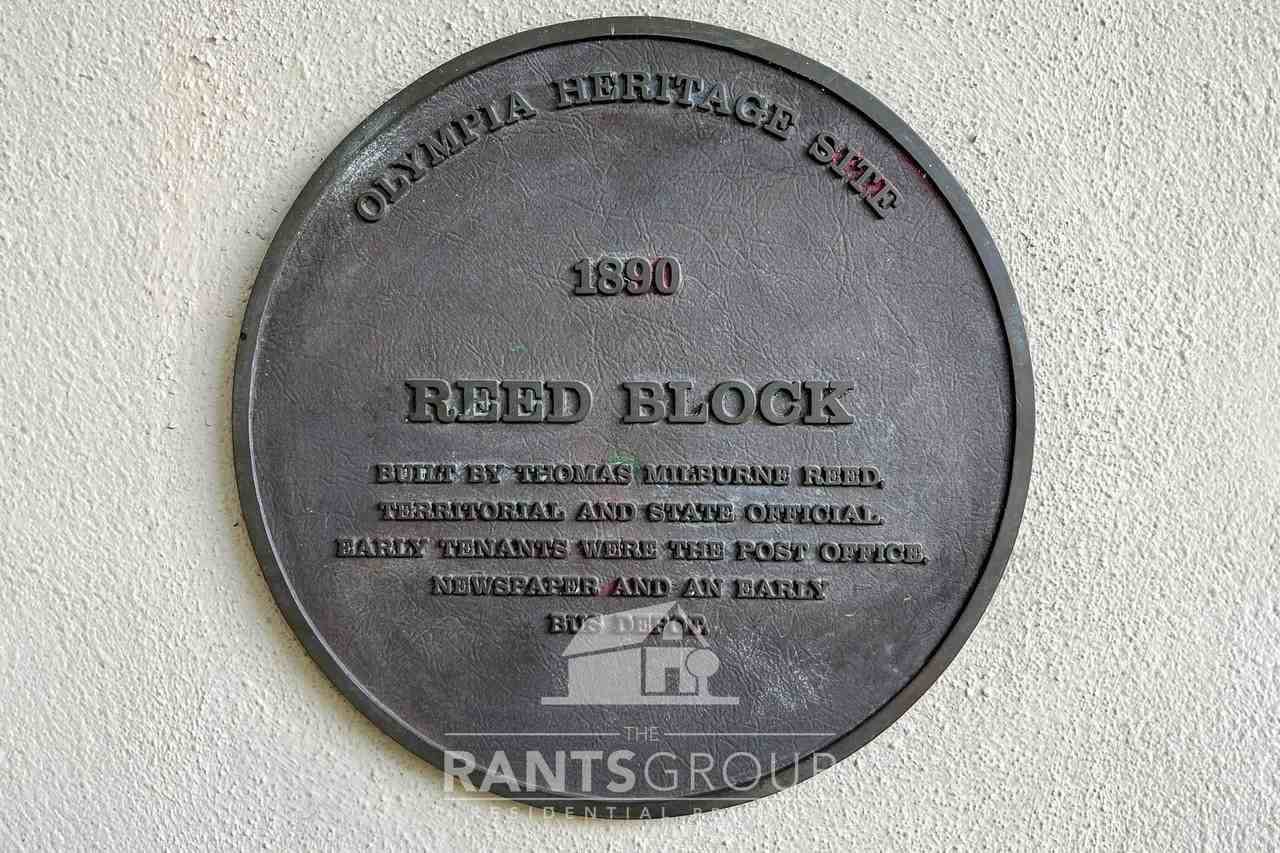 OLYMPIA HERITAGE SITE
1890
REED BLOCK
BUILT BY THOMAS MILBURNE REED,
TERRITORIAL AND STATE OFFICIAL.
EARLY TENANTS WERE THE POST OFFICE,
NEWSPAPER AND AN EARLY
BUS DEPOT.
THE
RANTSGROUP
RESIDENTIAL